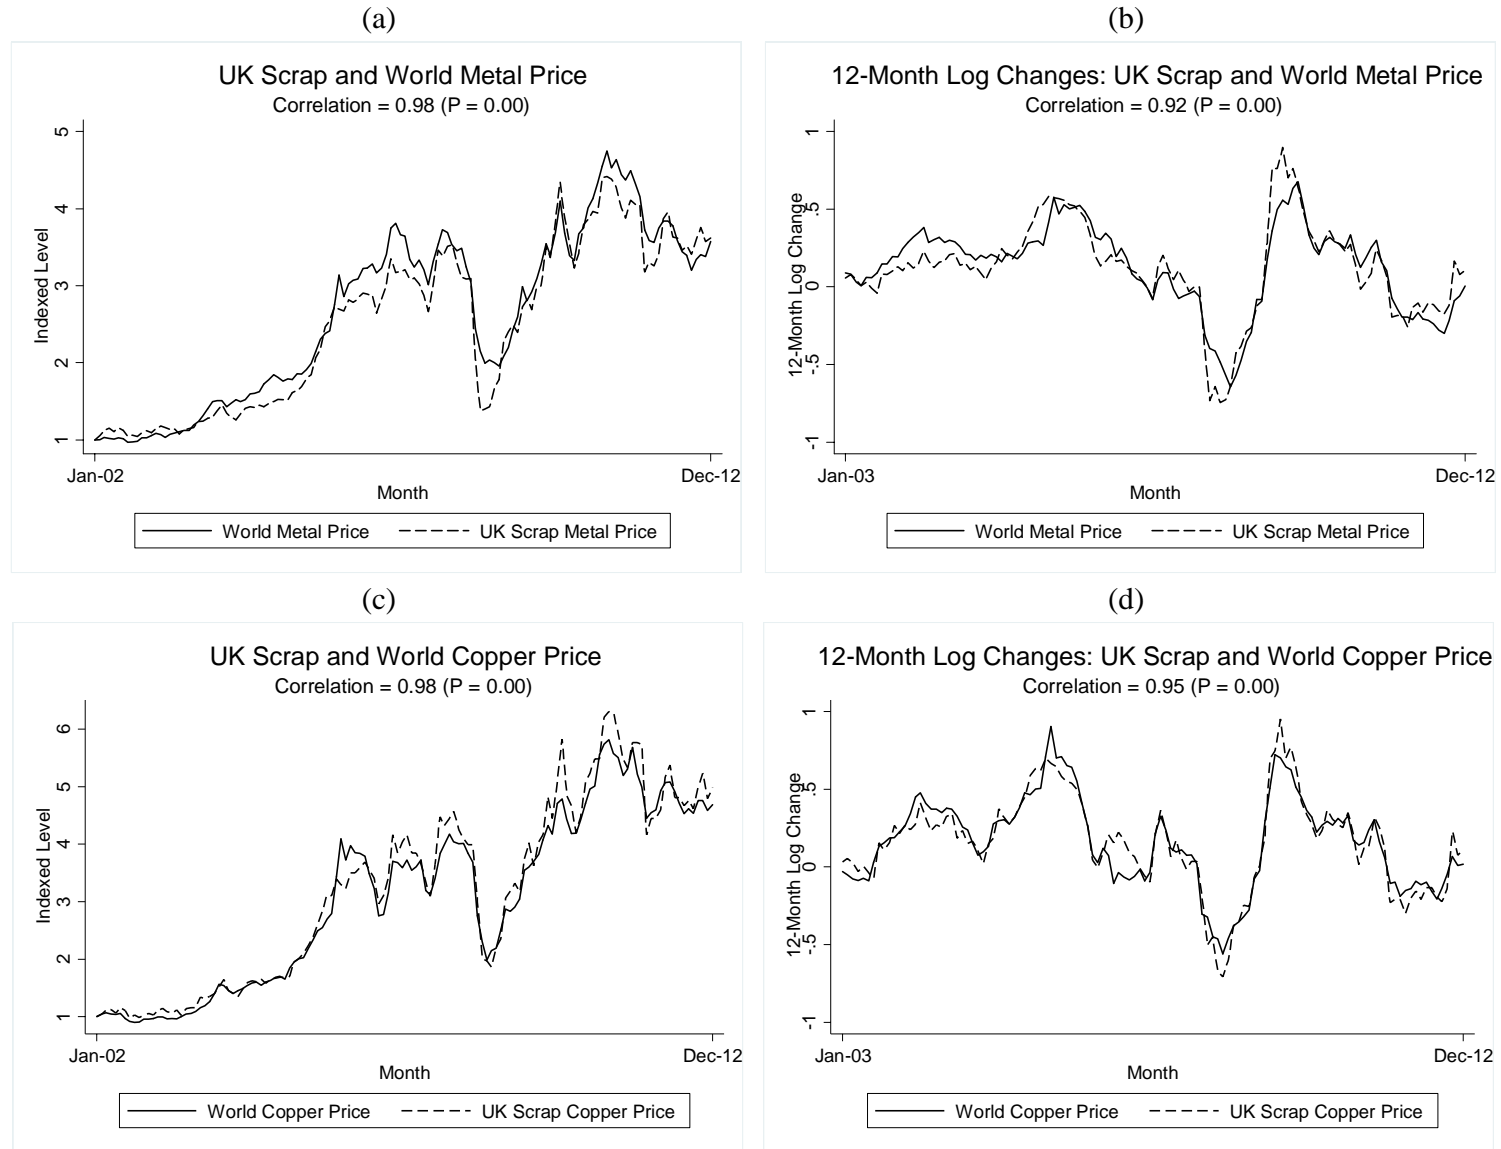 (a)
UK Scrap and World Metal Price
Correlation = 0.98 (P = 0.00)
Indexed Level
5
4
3
2
1
Jan-02
Dec-12
Month
World Metal Price
UK Scrap Metal Price
(b)
12-Month Log Changes: UK Scrap and World Metal Price
Correlation = 0.92 (P = 0.00)
12-Month Log Change
1
.5
0
-.5
-1
Jan-03
Dec-12
Month
World Metal Price
UK Scrap Metal Price
(c)
UK Scrap and World Copper Price
Correlation = 0.98 (P = 0.00)
Indexed Level
6
5
4
3
2
1
Jan-02
Dec-12
Month
World Copper Price
UK Scrap Copper Price
(d)
12-Month Log Changes: UK Scrap and World Copper Price
Correlation = 0.95 (P = 0.00)
12-Month Log Change
1
.5
0
-.5
-1
Jan-03
Dec-12
Month
World Copper Price
UK Scrap Copper Price